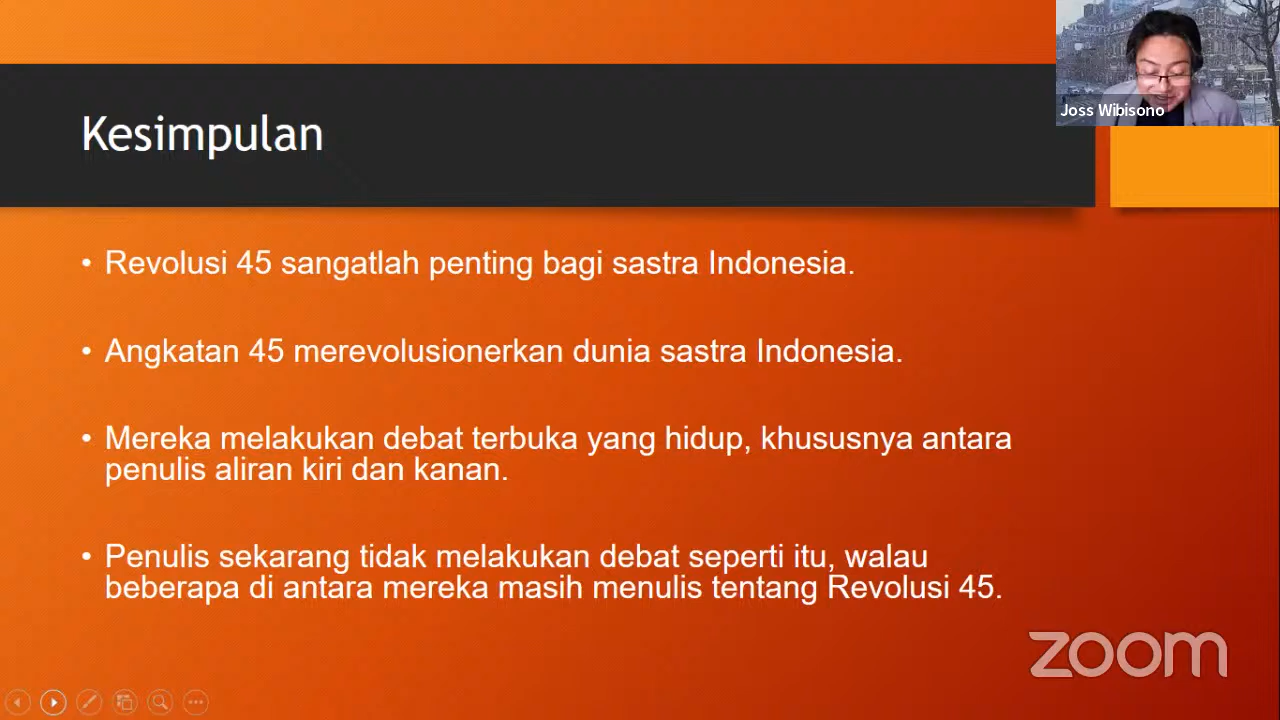 Joss Wibisono
Kesimpulan
• Revolusi 45 sangatlah penting bagi sastra Indonesia.
• Angkatan 45 merevolusionerkan dunia sastra Indonesia.
• Mereka melakukan debat terbuka yang hidup, khususnya antara
penulis aliran kiri dan kanan.
• Penulis sekarang tidak melakukan debat seperti itu, walau
beberapa di antara mereka masih menulis tentang Revolusi 45.
zoom